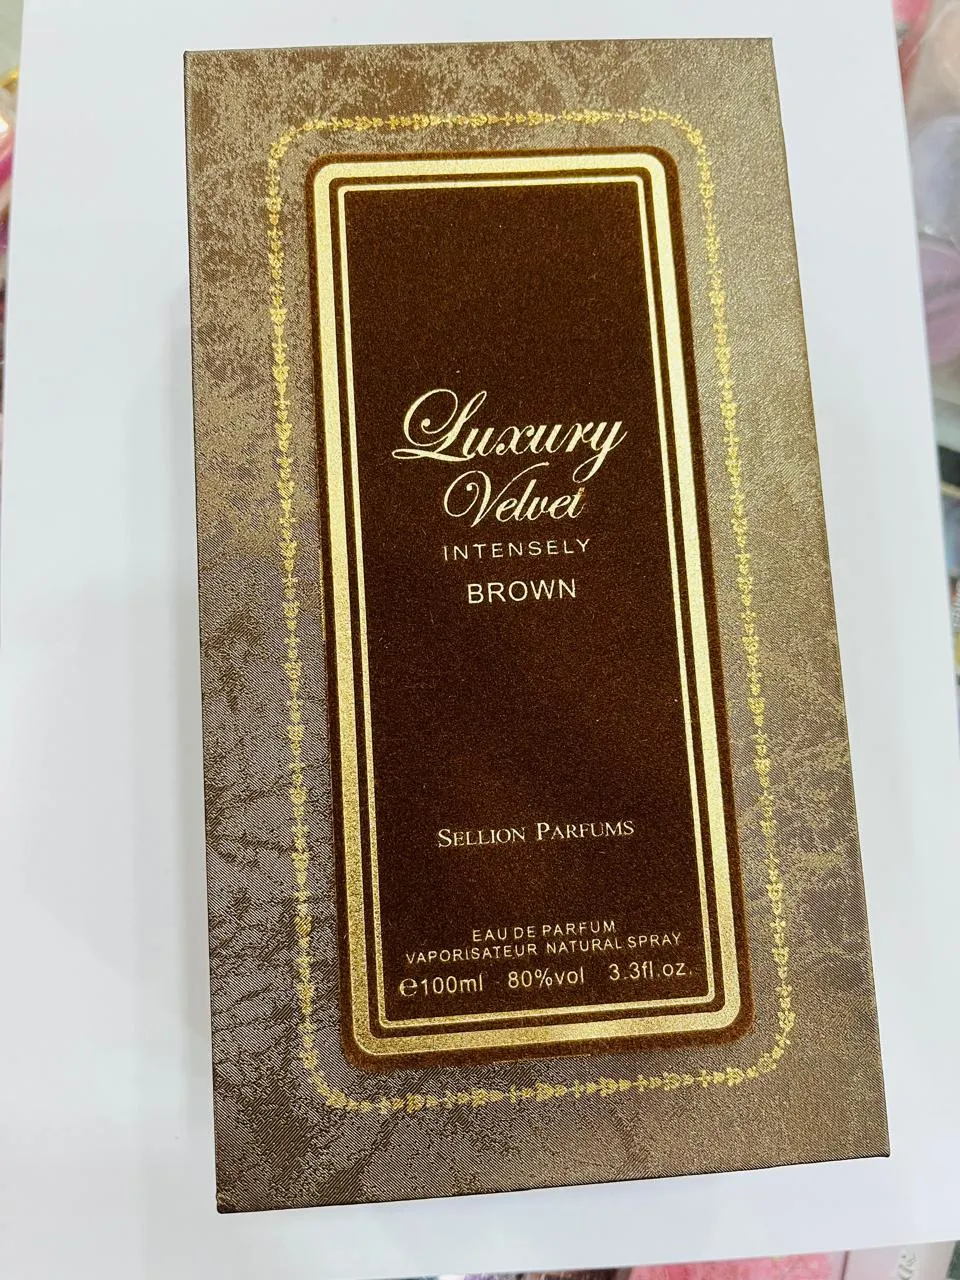 Luxury
Velvet
INTENSELY
BROWN
SELLION PARFUMS
EAU DE PARFUM
VAPORISATEUR NATURAL SPRAY
℮100ml 80%vol 3.3fl.oz.